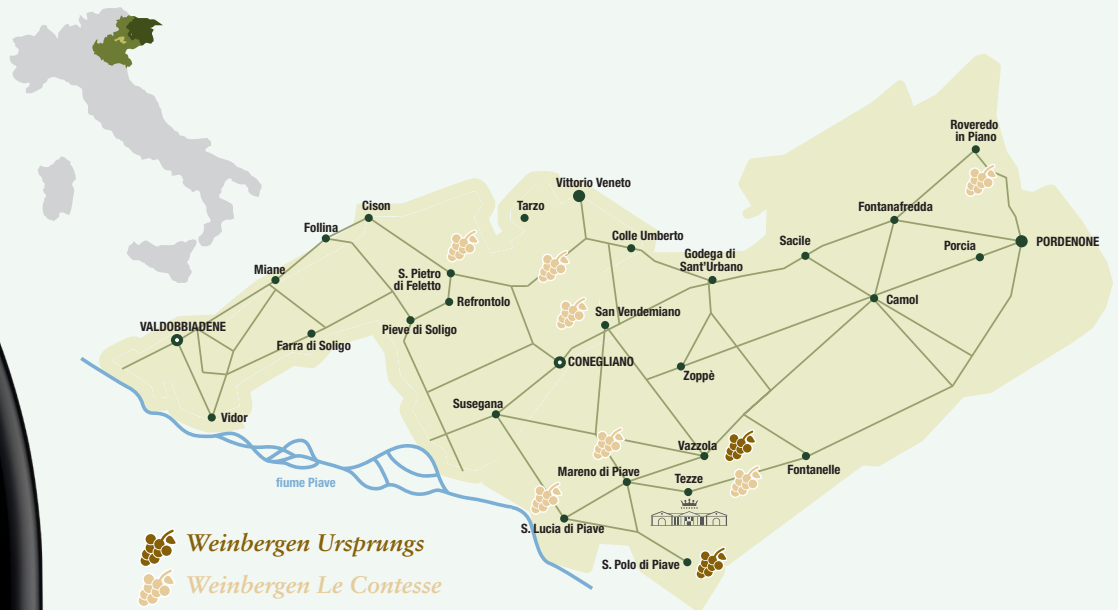 Roveredo
in Piano
Vittorio Veneto
Cison
Tarzo
Fontanafredda
Follina
Colle Umberto
Sacile
Porcia
PORDENONE
Godega di
Sant'Urbano
Miane
S. Pietro
di Feletto
Refrontolo
Camol
San Vendemiano
VALDOBBIADENE
Pieve di Soligo
Farra di Soligo
CONEGLIANO
Zoppè
Susegana
Vidor
Vazzola
Mareno di Piave
Tezze
Fontanelle
fiume Piave
S. Lucia di Piave
S. Polo di Piave
Weinbergen Ursprungs
Weinbergen Le Contesse